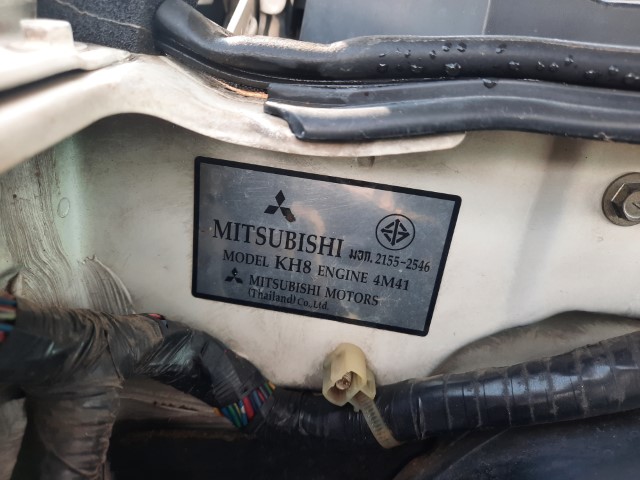 MITSUBISHI มอก. 2155-2546
MODEL KH8 ENGINE 4M41
MITSUBISHI MOTORS
(Thailand) Co., Ltd.